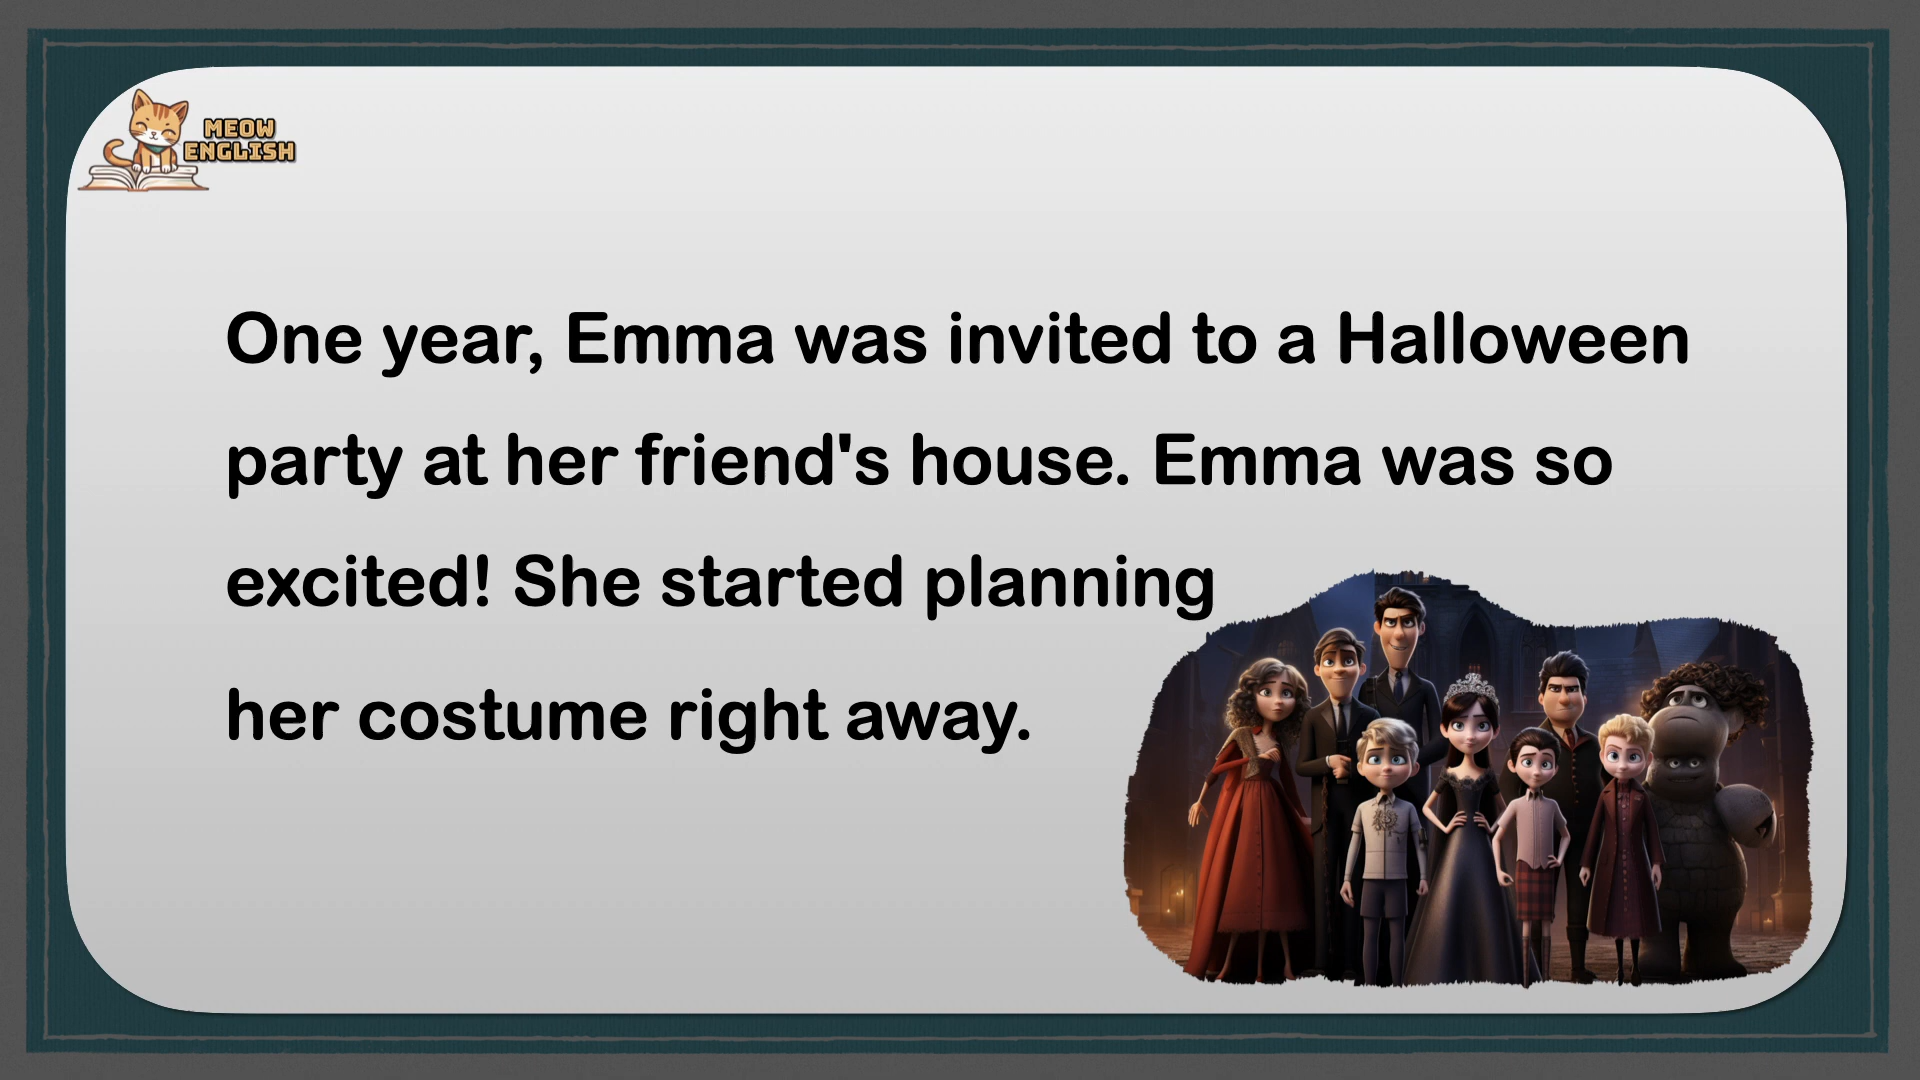 MEOW
ENGLISH
One year, Emma was invited to a Halloween
party at her friend's house. Emma was so
excited! She started planning
her costume right away.